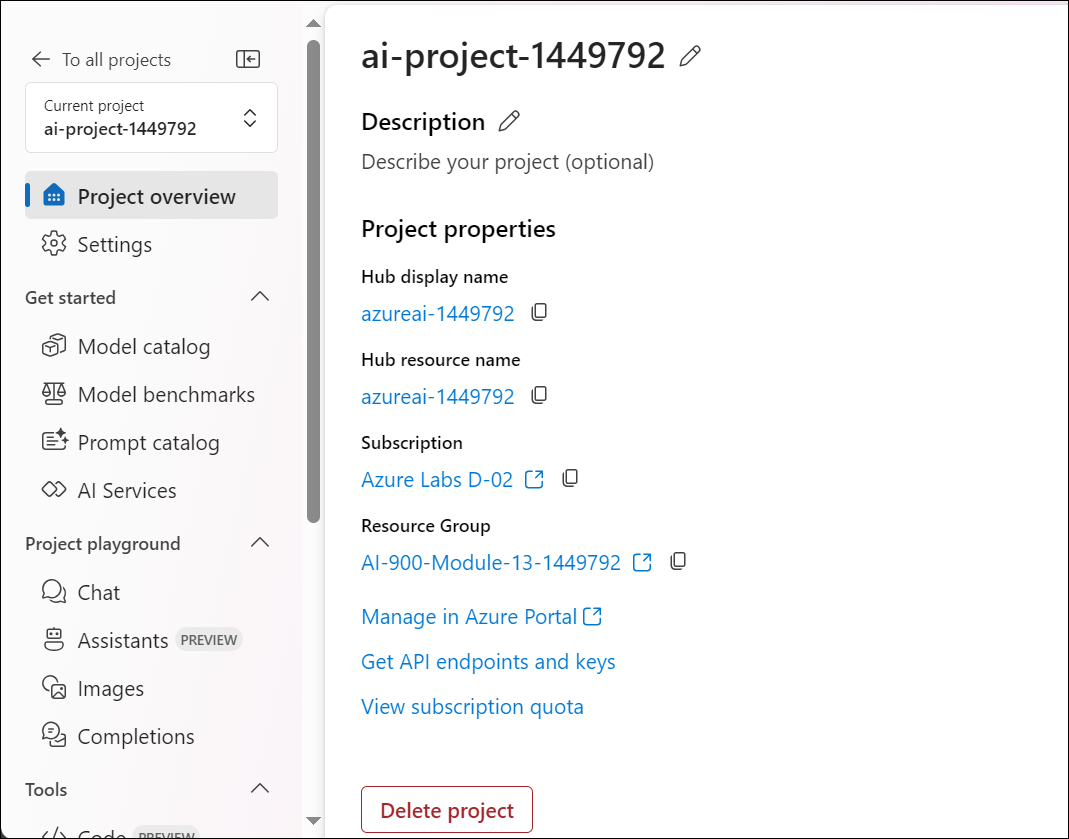 To all projects
Current project
ai-project-1449792
Project overview
Settings
Get started
Model catalog
Model benchmarks
Prompt catalog
AI Services
Project playground
Chat
Assistants PREVIEW
Images
Completions
Tools
Code PREVIEW
ai-project-1449792
Description
Describe your project (optional)
Project properties
Hub display name
azureai-1449792
Hub resource name
azureai-1449792
Subscription
Azure Labs D-02
Resource Group
AI-900-Module-13-1449792
Manage in Azure Portal
Get API endpoints and keys
View subscription quota
Delete project